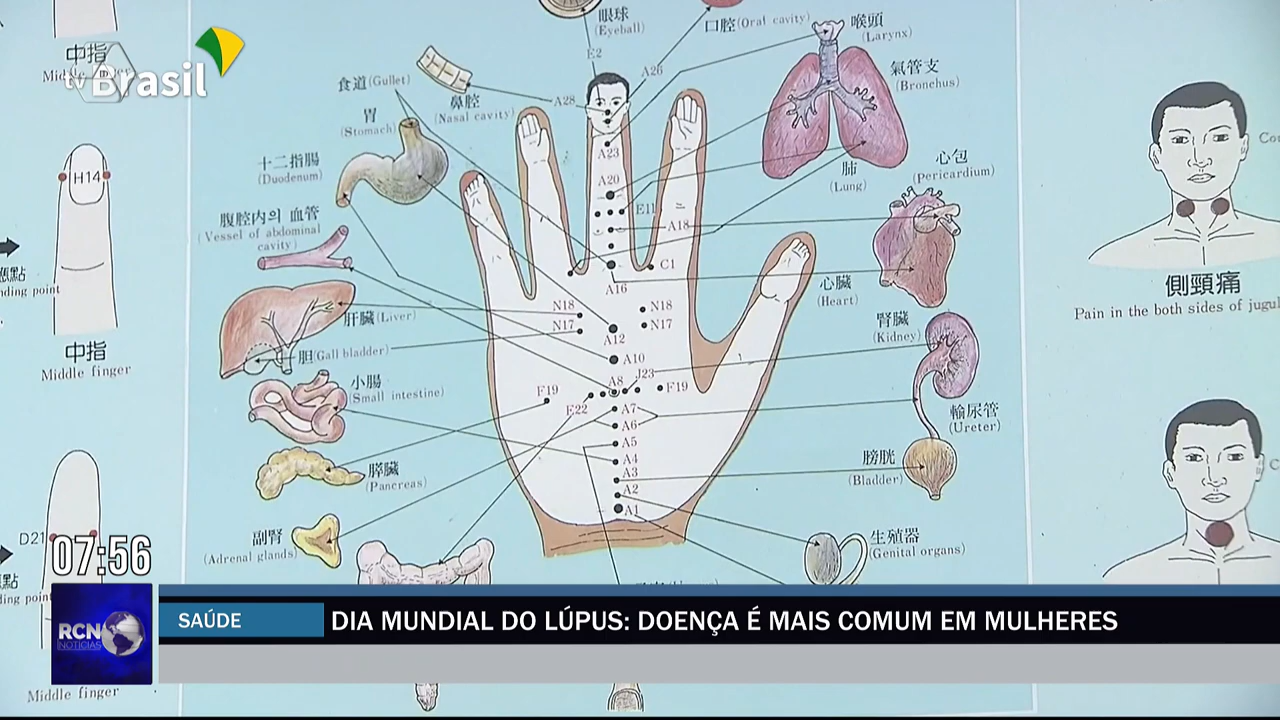 tvBrasil
中指
眼球
(Eyeball)
E2
口腔(Oral cavity)
喉頭
(Larynx)
A26
氣管支
(Bronchus)
食道(Gullet)
鼻腔
(Nasal cavity)
A28
胃
(Stomach)
A23
十二指腸
(Duodenum)
A20
肺
(Lung)
心包
(Pericardium)
H14
腹腔内의 血管
(Vessel of abdominal
cavity)
E11
A18
C1
A16
心臟
(Heart)
側頸痛
Pain in the both sides of jugul
nding point
中指
Middle finger
肝臟(Liver)
N18
N17
N18
N17
A12
胆(Gall bladder)
A10
腎臟
(Kidney)
小腸
(Small intestine)
J23
A8
F19
F19
E22
A7
A6
A5
A4
A3
A2
A1
輸尿管
(Ureter)
膵臟
(Pancreas)
膀胱
(Bladder)
副腎
(Adrenal glands)
生殖器
(Genital organs)
D21
07:56
ding point
RCN
NOTÍCIAS
SAÚDE
DIA MUNDIAL DO LÚPUS: DOENÇA É MAIS COMUM EM MULHERES
Middle finger